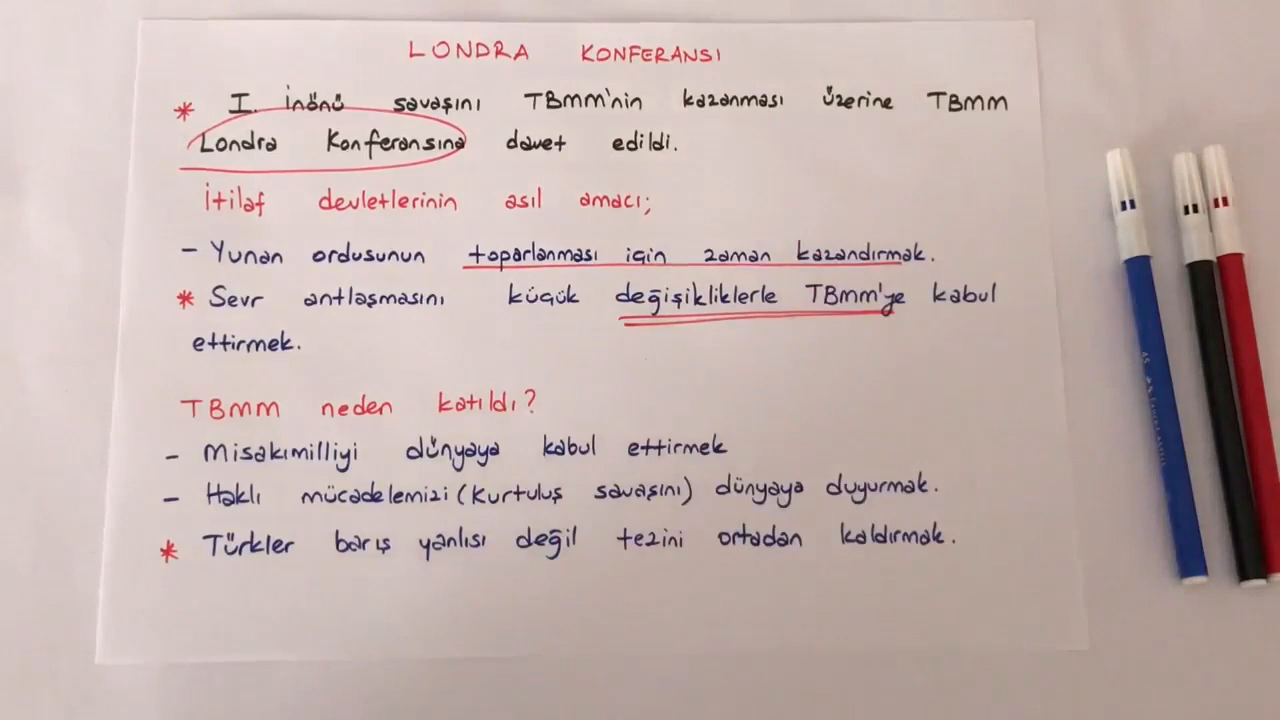 LONDRA KONFERANSI
* I. İnönü savaşını TBMM'nin kazanması üzerine TBMM
Londra Konferansına davet edildi.
İtilaf devletlerinin asıl amacı;
- Yunan ordusunun toparlanması için zaman kazandırmak.
* Sevr antlaşmasını küçük değişikliklerle TBMM'ye kabul
ettirmek.
TBMM neden katıldı?
- Misakımilliyi dünyaya kabul ettirmek
- Haklı mücadelemizi (Kurtuluş savaşını) dünyaya duyurmak.
* Türkler barış yanlısı değil tezini ortadan kaldırmak.